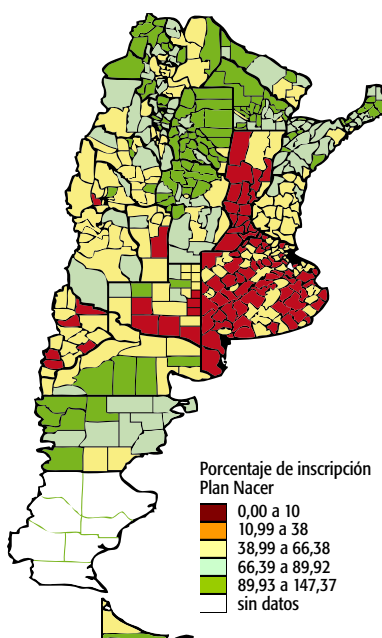 Porcentaje de inscripción
Plan Nacer
0,00 a 10
10,99 a 38
38,99 a 66,38
66,39 a 89,92
89,93 a 147,37
sin datos